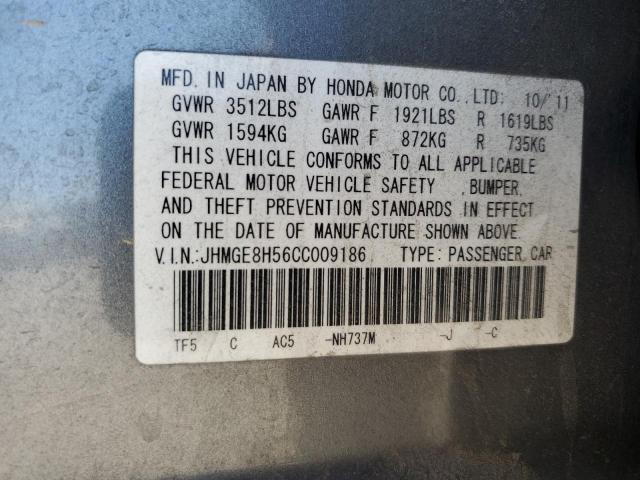 MFD. IN JAPAN BY HONDA MOTOR CO., LTD: 10/11
GVWR 3512LBS GAWR F 1921LBS R 1619LBS
GVWR 1594KG GAWR F 872KG R 735KG
THIS VEHICLE CONFORMS TO ALL APPLICABLE
FEDERAL MOTOR VEHICLE SAFETY , BUMPER,
AND THEFT PREVENTION STANDARDS IN EFFECT
ON THE DATE OF MANUFACTURE SHOWN ABOVE.
V.I.N.:JHMGE8H56CC009186 TYPE: PASSENGER CAR
TF5 C AC5 -NH737M -J -C